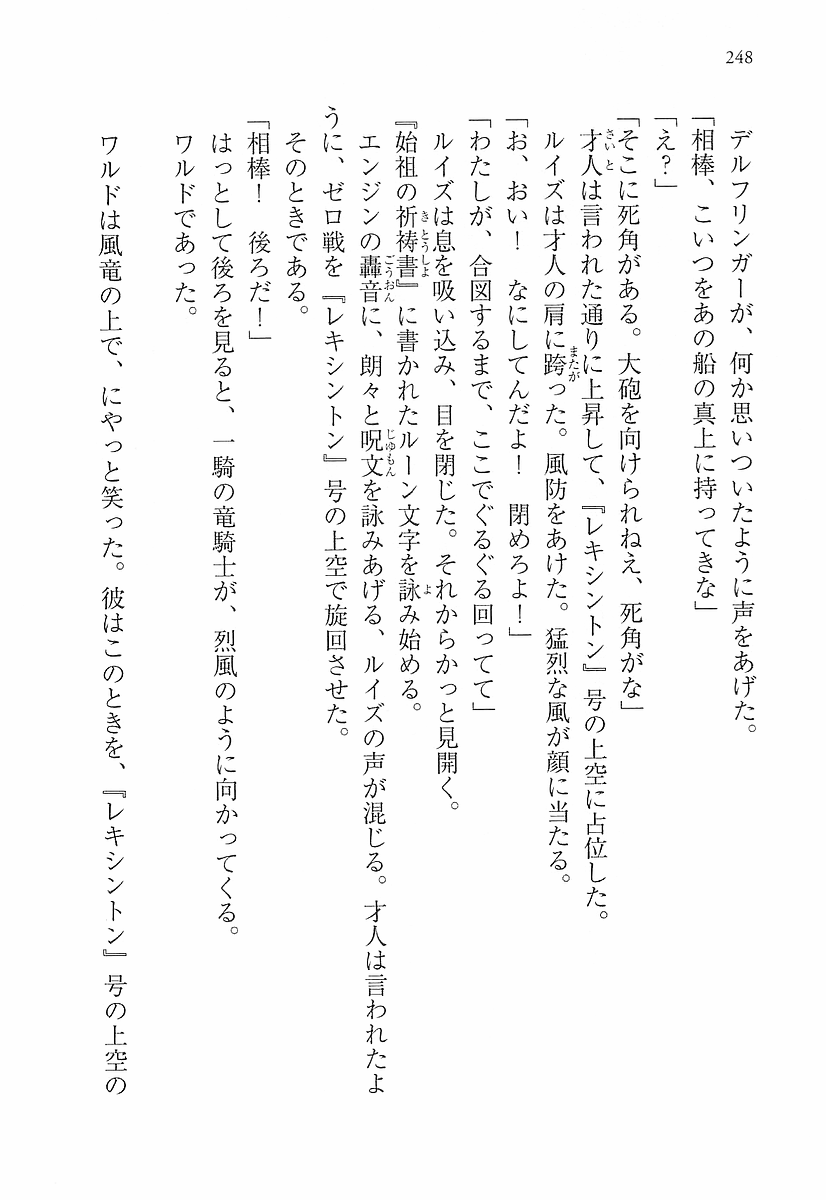 248
デルフリンガーが、何か思いついたように声をあげた。
「相棒、こいつをあの船の真上に持ってきな」
「え?」
「そこに死角がある。大砲を向けられねえ、死角がな」
才人は言われた通りに上昇して、『レキシントン』号の上空に占位した。
ルイズは才人の肩に跨った。風防をあけた。猛烈な風が顔に当たる。
「お、おい! なにしてんだよ! 閉めろよ!」
「わたしが、合図するまで、ここでぐるぐる回ってて」
ルイズは息を吸い込み、目を閉じた。それからかっと見開く。
『始祖の祈祷書』に書かれたルーン文字を詠み始める。
エンジンの轟音に、朗々と呪文を詠みあげる、ルイズの声が混じる。才人は言われたよ
うに、ゼロ戦を『レキシントン』号の上空で旋回させた。
そのときである。
「相棒! 後ろだ!」
はっとして後ろを見ると、一騎の竜騎士が、烈風のように向かってくる。
ワルドであった。
ワルドは風竜の上で、にやっと笑った。彼はこのときを、『レキシントン』号の上空の